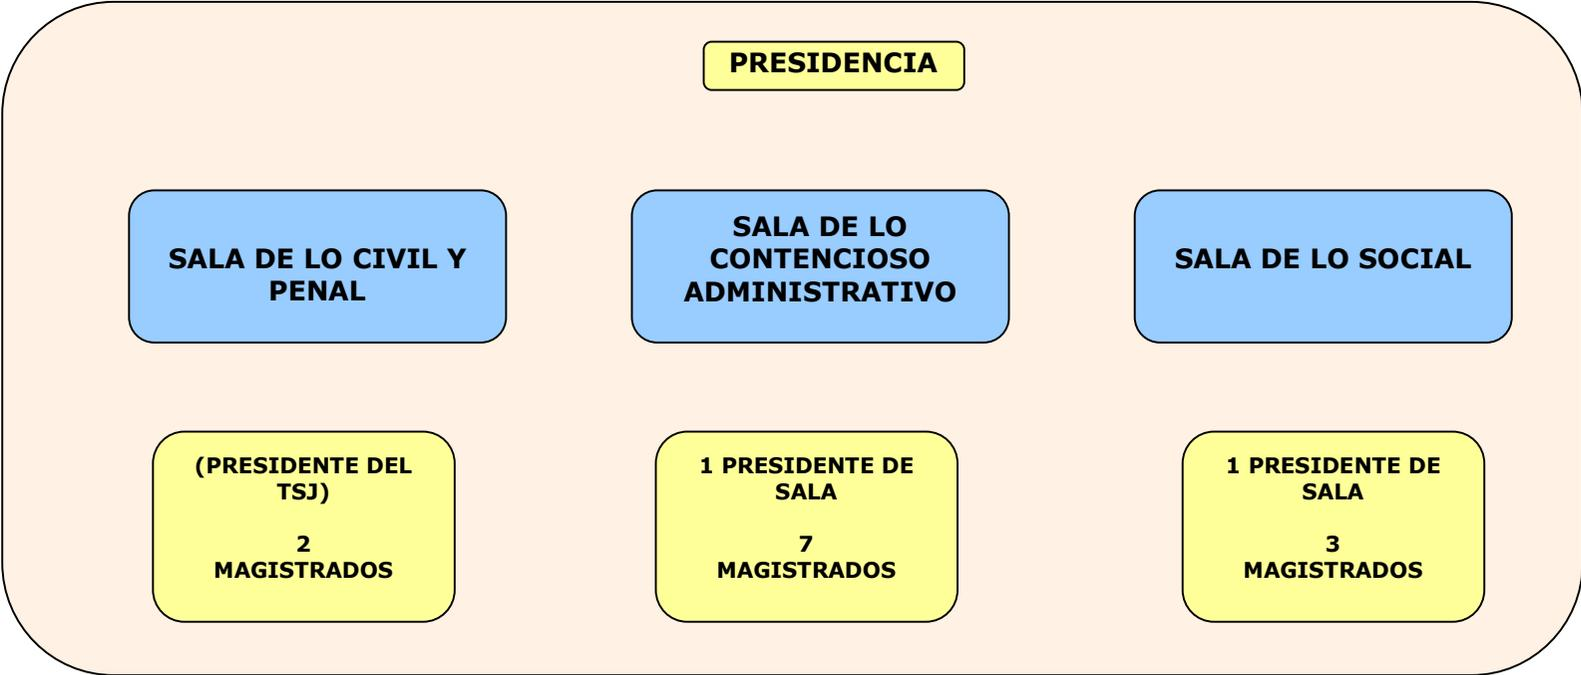 PRESIDENCIA
SALA DE LO CIVIL Y
PENAL
SALA DE LO
CONTENCIOSO
ADMINISTRATIVO
SALA DE LO SOCIAL
(PRESIDENTE DEL
TSJ)
2
MAGISTRADOS
1 PRESIDENTE DE
SALA
7
MAGISTRADOS
1 PRESIDENTE DE
SALA
3
MAGISTRADOS